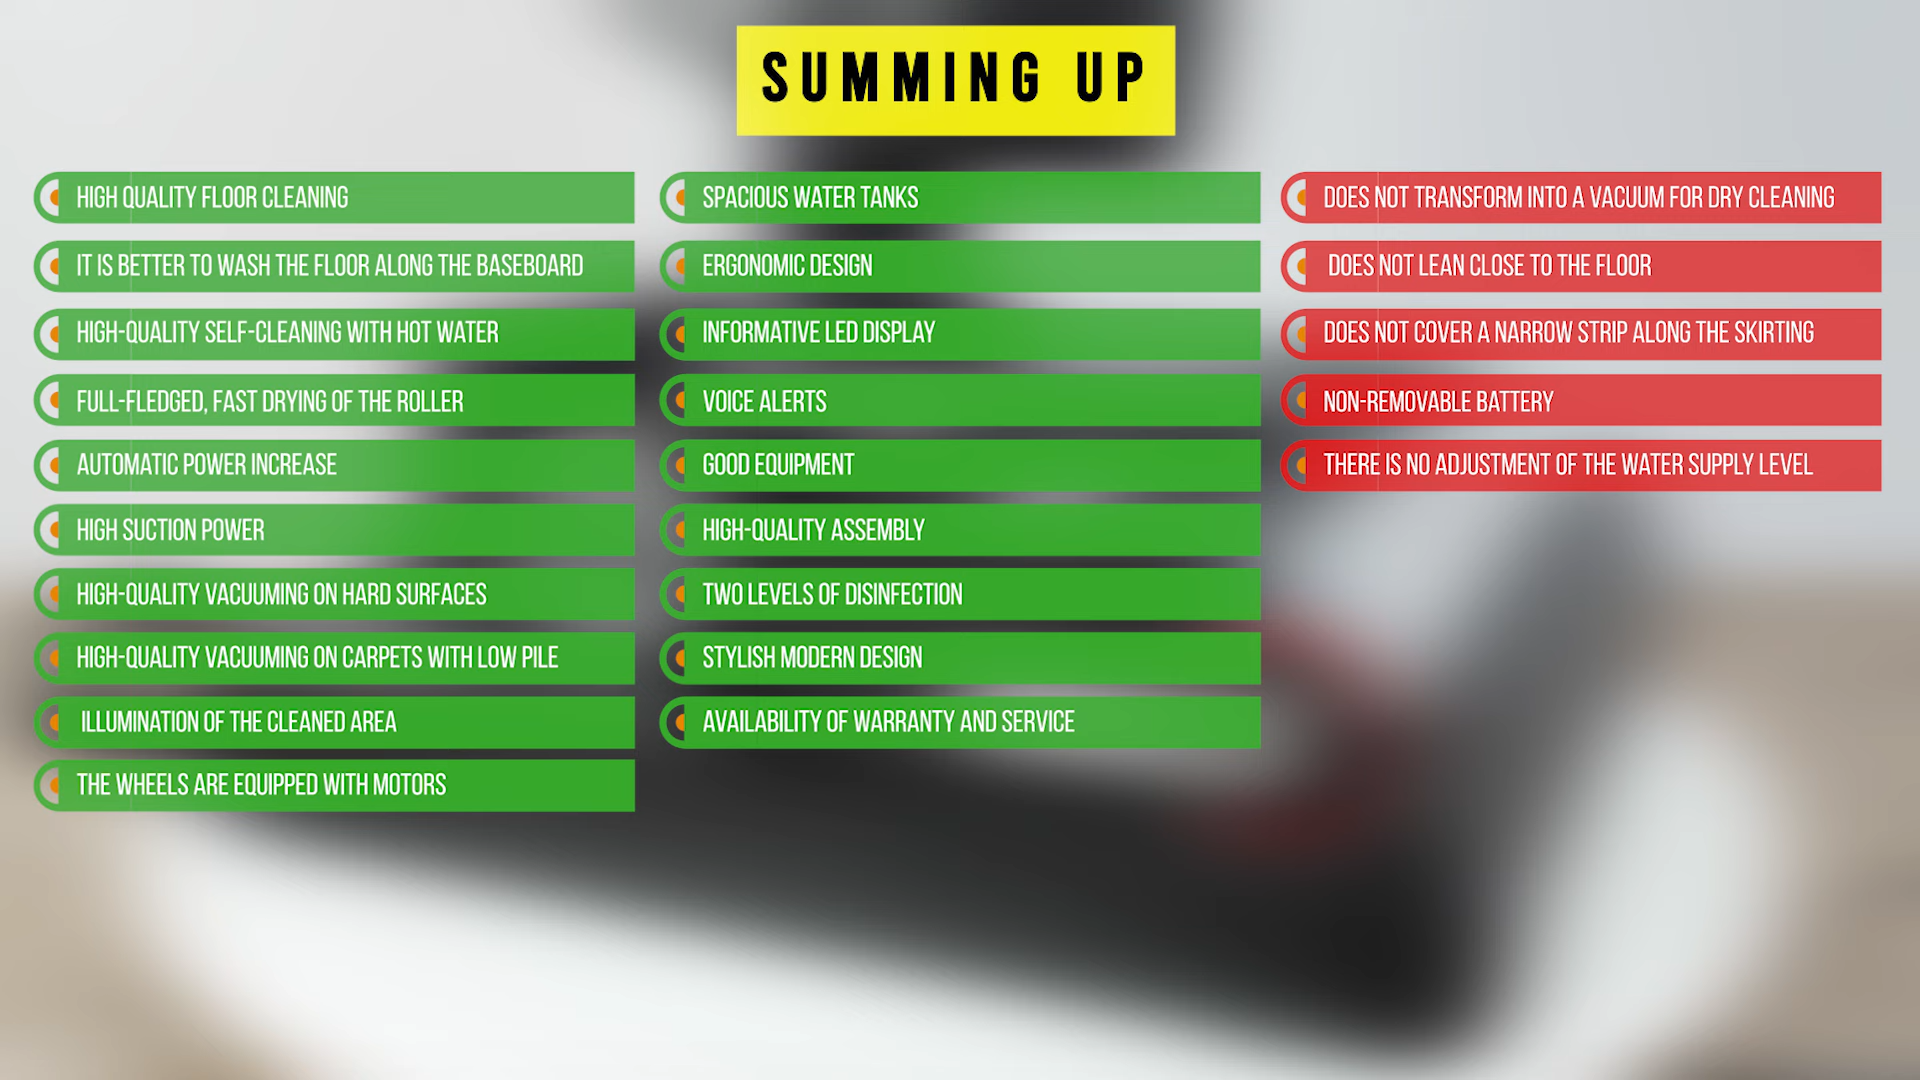 SUMMING UP
HIGH QUALITY FLOOR CLEANING
IT IS BETTER TO WASH THE FLOOR ALONG THE BASEBOARD
HIGH-QUALITY SELF-CLEANING WITH HOT WATER
FULL-FLEDGED, FAST DRYING OF THE ROLLER
AUTOMATIC POWER INCREASE
HIGH SUCTION POWER
HIGH-QUALITY VACUUMING ON HARD SURFACES
HIGH-QUALITY VACUUMING ON CARPETS WITH LOW PILE
ILLUMINATION OF THE CLEANED AREA
THE WHEELS ARE EQUIPPED WITH MOTORS
SPACIOUS WATER TANKS
ERGONOMIC DESIGN
INFORMATIVE LED DISPLAY
VOICE ALERTS
GOOD EQUIPMENT
HIGH-QUALITY ASSEMBLY
TWO LEVELS OF DISINFECTION
STYLISH MODERN DESIGN
AVAILABILITY OF WARRANTY AND SERVICE
DOES NOT TRANSFORM INTO A VACUUM FOR DRY CLEANING
DOES NOT LEAN CLOSE TO THE FLOOR
DOES NOT COVER A NARROW STRIP ALONG THE SKIRTING
NON-REMOVABLE BATTERY
THERE IS NO ADJUSTMENT OF THE WATER SUPPLY LEVEL